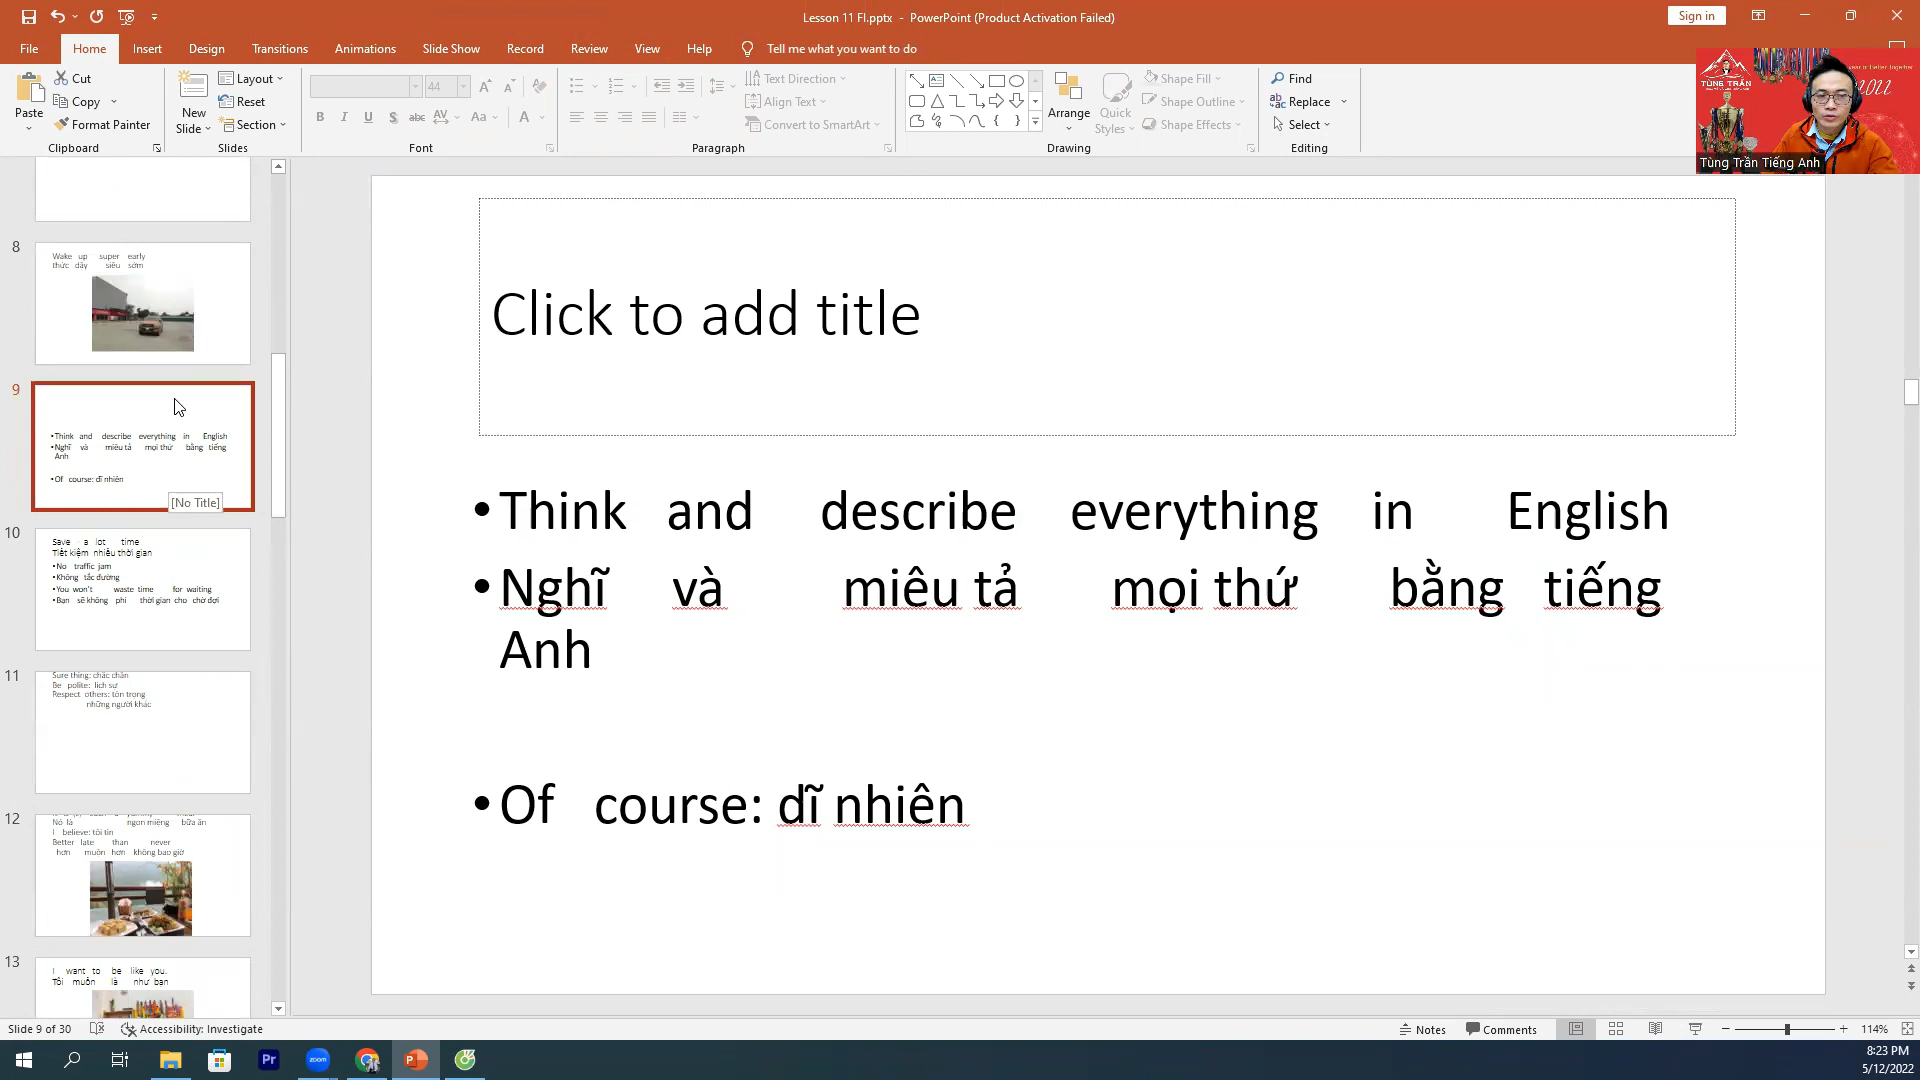 Lesson 11 FI.pptx - PowerPoint (Product Activation Failed)
Sign in
File Home Insert Design Transitions Animations Slide Show Record Review View Help Tell me what you want to do
Paste
Cut
Copy
Format Painter
Clipboard
New Slide
Layout
Reset
Section
Slides
44
Font
Text Direction
Align Text
Convert to SmartArt
Paragraph
Arrange
Quick Styles
Shape Fill
Shape Outline
Shape Effects
Drawing
Find
Replace
Select
Editing
TÙNG TRẦN
Tùng Trần Tiếng Anh
8
Wake up super early
thức dậy siêu sớm
9
•Think and describe everything in English
•Nghĩ và miêu tả mọi thứ bằng tiếng
Anh
•Of course: dĩ nhiên
[No Title]
10
Save a lot time
Tiết kiệm nhiều thời gian
•No traffic jam
•Không tắc đường
•You won't waste time for waiting
•Bạn sẽ không phí thời gian cho chờ đợi
11
Sure thing: chắc chắn
Be polite: lịch sự
Respect others: tôn trọng
những người khác
12
Nó là ngon miệng bữa ăn
I believe: tôi tin
Better late than never
hơn muộn hơn không bao giờ
13
I want to be like you.
Tôi muốn là như bạn
Click to add title
•Think and describe everything in English
•Nghĩ và miêu tả mọi thứ bằng tiếng
Anh
•Of course: dĩ nhiên
Slide 9 of 30
Accessibility: Investigate
Notes
Comments
114%
Pr
zoom
8:23 PM
5/12/2022